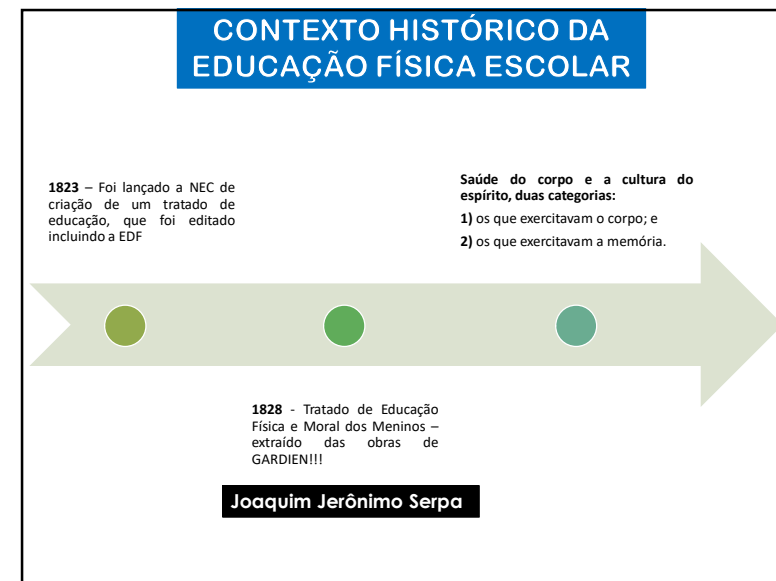 CONTEXTO HISTÓRICO DA
EDUCAÇÃO FÍSICA ESCOLAR
1823 – Foi lançado a NEC de
criação de um tratado de
educação, que foi editado
incluindo a EDF
Saúde do corpo e a cultura do
espírito, duas categorias:
1) os que exercitavam o corpo; e
2) os que exercitavam a memória.
1828 - Tratado de Educação
Física e Moral dos Meninos –
extraído das obras de
GARDIEN!!!
Joaquim Jerônimo Serpa